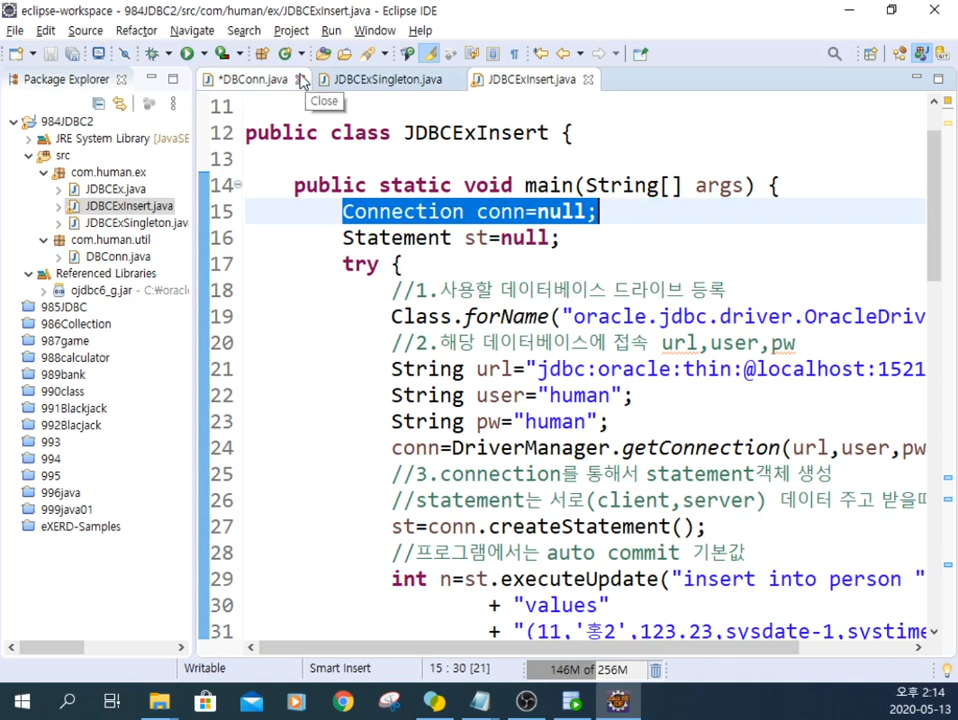 eclipse-workspace - 984JDBC2/src/com/human/ex/JDBCExInsert.java - Eclipse IDE
File Edit Source Refactor Navigate Search Project Run Window Help
Package Explorer
*DBConn.java
JDBCExSingleton.java
JDBCExInsert.java
Close
984JDBC2
JRE System Library [JavaSE
src
com.human.ex
JDBCEx.java
JDBCExInsert.java
JDBCExSingleton.java
com.human.util
DBConn.java
Referenced Libraries
ojdbc6_g.jar - C:₩oracle
985JDBC
986Collection
987game
988calculator
989bank
990class
991Blackjack
992Blacjack
993
994
995
996java
999java01
eXERD-Samples
11
12 public class JDBCExInsert {
13
14 public static void main(String[] args) {
15 Connection conn=null;
16 Statement st=null;
17 try {
18 //1.사용할 데이터베이스 드라이브 등록
19 Class.forName("oracle.jdbc.driver.OracleDriv
20 //2.해당 데이터베이스에 접속 url,user,pw
21 String url="jdbc:oracle:thin:@localhost:1521
22 String user="human";
23 String pw="human";
24 conn=DriverManager.getConnection(url,user,pw
25 //3.connection를 통해서 statement객체 생성
26 //statement는 서로(client,server) 데이터 주고 받을때
27 st=conn.createStatement();
28 //프로그램에서는 auto commit 기본값
29 int n=st.executeUpdate("insert into person "
30 + "values"
31 + "(11,'홍2',123.23,sysdate-1,systime
Writable
Smart Insert
15 : 30 [21]
146M of 256M
오후 2:14
2020-05-13